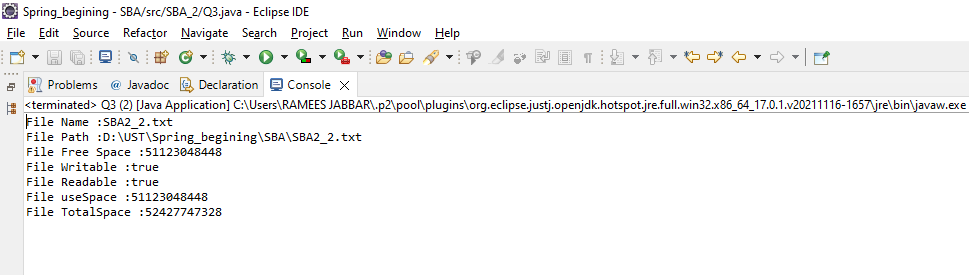 Spring_begining - SBA/src/SBA_2/Q3.java - Eclipse IDE
File Edit Source Refactor Navigate Search Project Run Window Help
Problems @ Javadoc Declaration Console
<terminated> Q3 (2) [Java Application] C:\Users\RAMEES JABBAR\.p2\pool\plugins\org.eclipse.justj.openjdk.hotspot.jre.full.win32.x86_64_17.0.1.v20211116-1657\jre\bin\javaw.exe
File Name :SBA2_2.txt
File Path :D:\UST\Spring_begining\SBA\SBA2_2.txt
File Free Space :51123048448
File Writable :true
File Readable :true
File useSpace :51123048448
File TotalSpace :52427747328